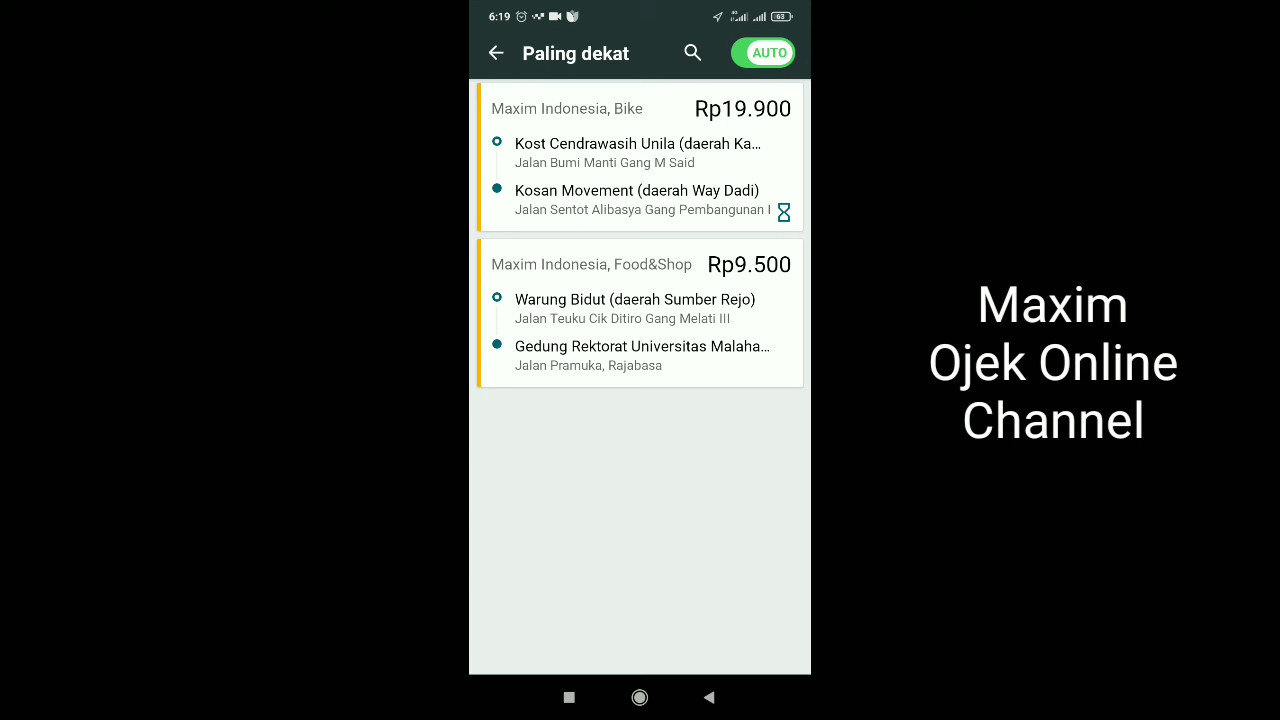 6:19
63
Paling dekat
AUTO
Maxim Indonesia, Bike
Rp19.900
Kost Cendrawasih Unila (daerah Ka...
Jalan Bumi Manti Gang M Said
Kosan Movement (daerah Way Dadi)
Jalan Sentot Alibasya Gang Pembangunan I
Maxim Indonesia, Food&Shop
Rp9.500
Warung Bidut (daerah Sumber Rejo)
Jalan Teuku Cik Ditiro Gang Melati III
Gedung Rektorat Universitas Malaha...
Jalan Pramuka, Rajabasa
Maxim
Ojek Online
Channel